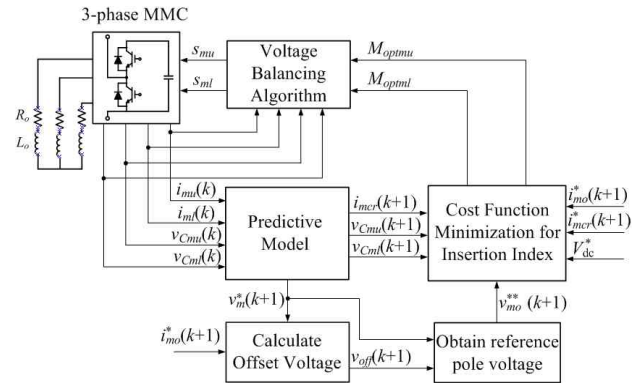 3-phase MMC
s_mu
s_ml
Voltage
Balancing
Algorithm
M_optmu
M_optml
R_o
L_o
i_mu(k)
i_ml(k)
v_Cmu(k)
v_Cml(k)
Predictive
Model
i_mcr(k+1)
v_Cmu(k+1)
v_Cml(k+1)
Cost Function
Minimization for
Insertion Index
i*_mo(k+1)
i*_mcr(k+1)
V*_dc
v*_m(k+1)
v**_mo (k+1)
i*_mo(k+1)
Calculate
Offset Voltage
v_off(k+1)
Obtain reference
pole voltage